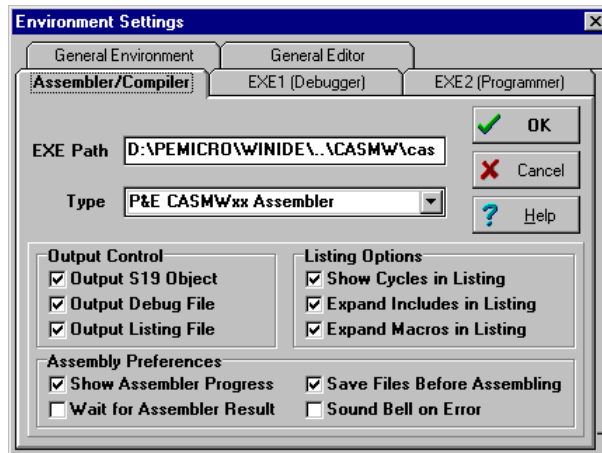 Environment Settings
General Environment
General Editor
Assembler/Compiler
EXE1 (Debugger)
EXE2 (Programmer)
EXE Path
D:\PEMICRO\WINIDE\..\CASMW\cas
Type
P&E CASMWxx Assembler
OK
Cancel
Help
Output Control
Output S19 Object
Output Debug File
Output Listing File
Listing Options
Show Cycles in Listing
Expand Includes in Listing
Expand Macros in Listing
Assembly Preferences
Show Assembler Progress
Wait for Assembler Result
Save Files Before Assembling
Sound Bell on Error